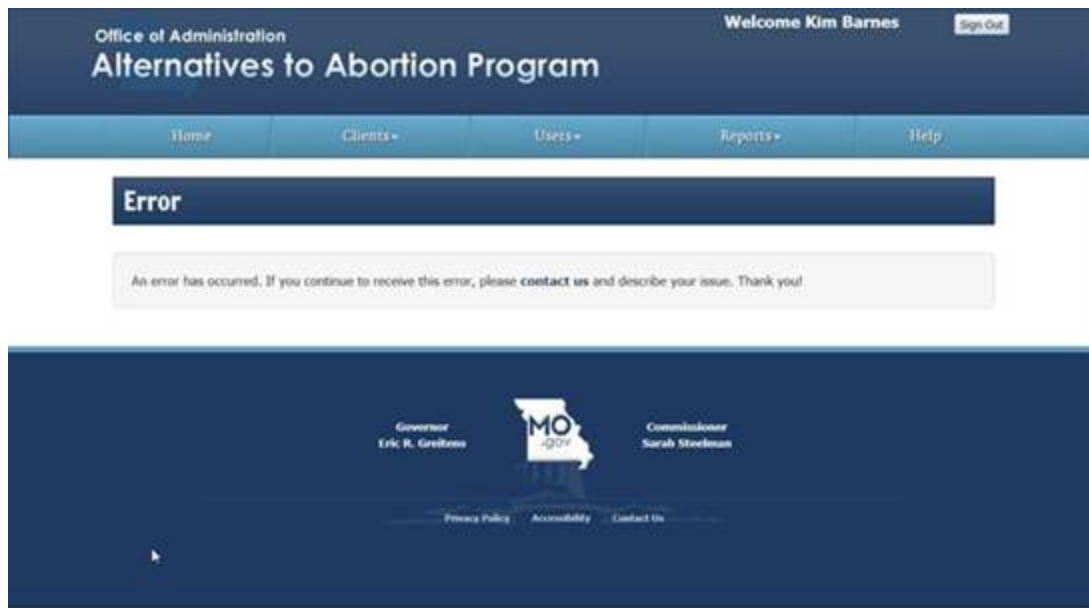 Welcome Kim Barnes
Sign Out
Office of Administration
Alternatives to Abortion Program
Home
Clients
Users
Reports
Help
Error
An error has occurred. If you continue to receive this error, please contact us and describe your issue. Thank you!
Governor
Eric R. Greitens
MO
.gov
Commissioner
Sarah Steelman
Privacy Policy
Accessibility
Contact Us